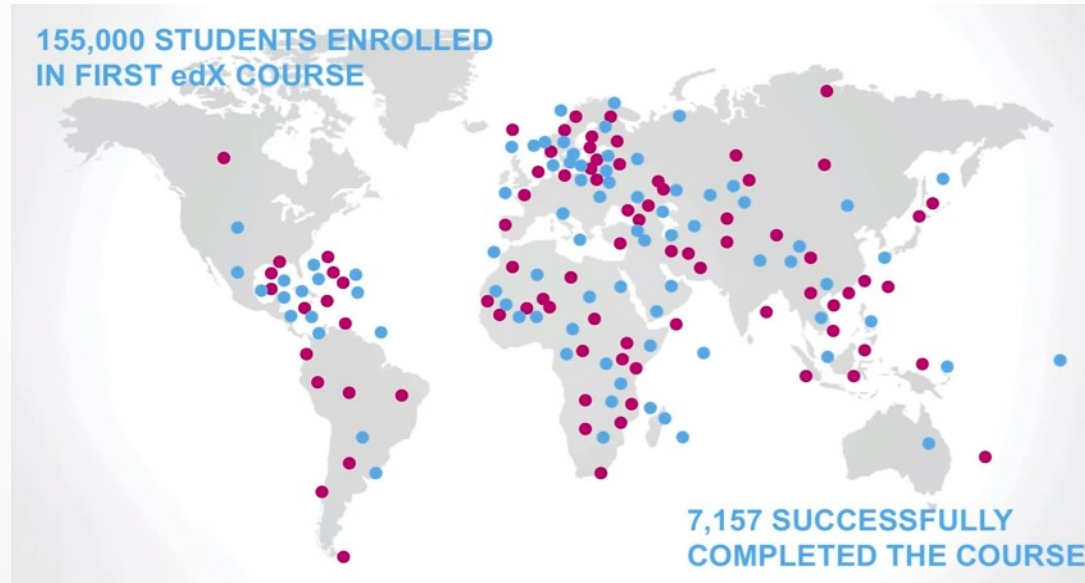 155,000 STUDENTS ENROLLED
IN FIRST edX COURSE
7,157 SUCCESSFULLY
COMPLETED THE COURSE